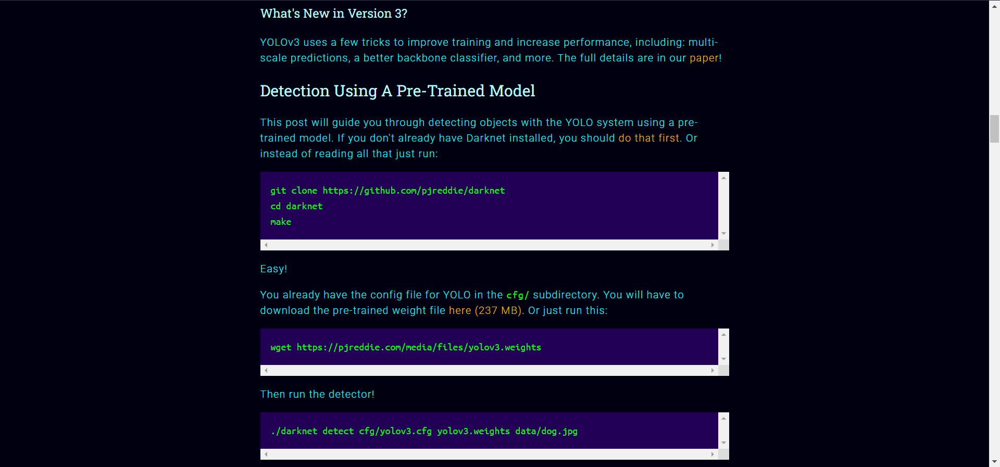 What's New in Version 3?
YOLOv3 uses a few tricks to improve training and increase performance, including: multi-
scale predictions, a better backbone classifier, and more. The full details are in our paper!
Detection Using A Pre-Trained Model
This post will guide you through detecting objects with the YOLO system using a pre-
trained model. If you don't already have Darknet installed, you should do that first. Or
instead of reading all that just run:
git clone https://github.com/pjreddie/darknet
cd darknet
make
Easy!
You already have the config file for YOLO in the cfg/ subdirectory. You will have to
download the pre-trained weight file here (237 MB). Or just run this:
wget https://pjreddie.com/media/files/yolov3.weights
Then run the detector!
./darknet detect cfg/yolov3.cfg yolov3.weights data/dog.jpg